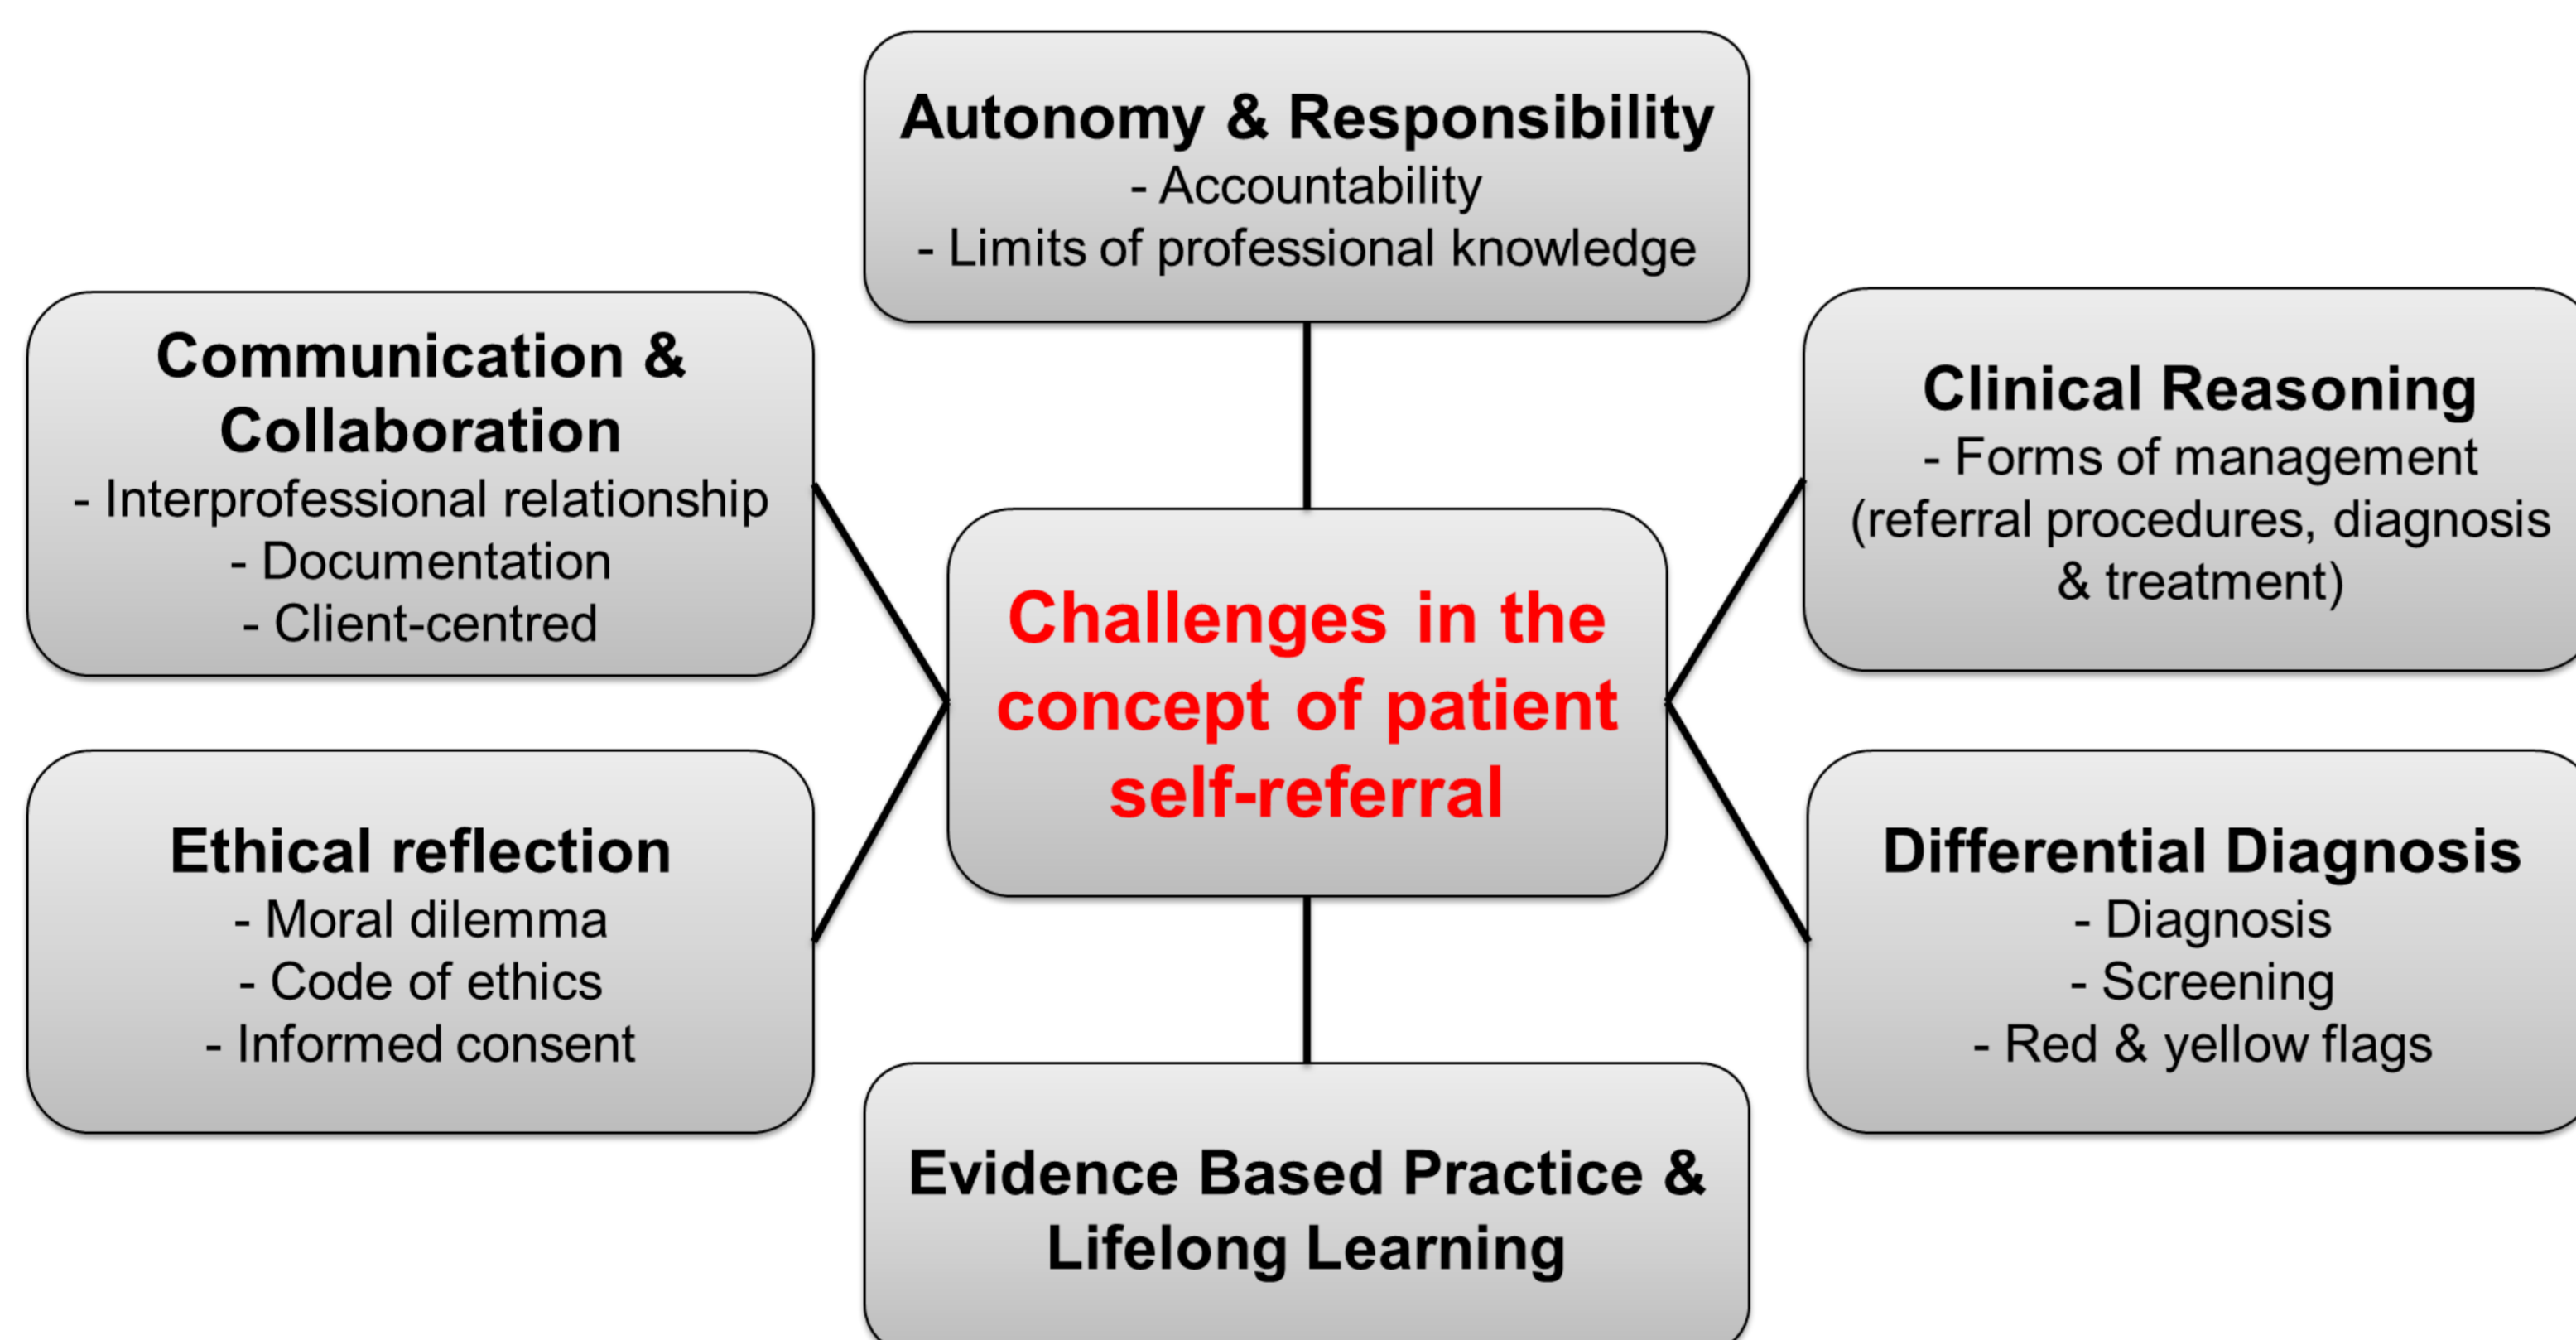 Autonomy & Responsibility
- Accountability
- Limits of professional knowledge
Communication &
Collaboration
- Interprofessional relationship
- Documentation
- Client-centred
Clinical Reasoning
- Forms of management
(referral procedures, diagnosis
& treatment)
Challenges in the
concept of patient
self-referral
Ethical reflection
- Moral dilemma
- Code of ethics
- Informed consent
Differential Diagnosis
- Diagnosis
- Screening
- Red & yellow flags
Evidence Based Practice &
Lifelong Learning